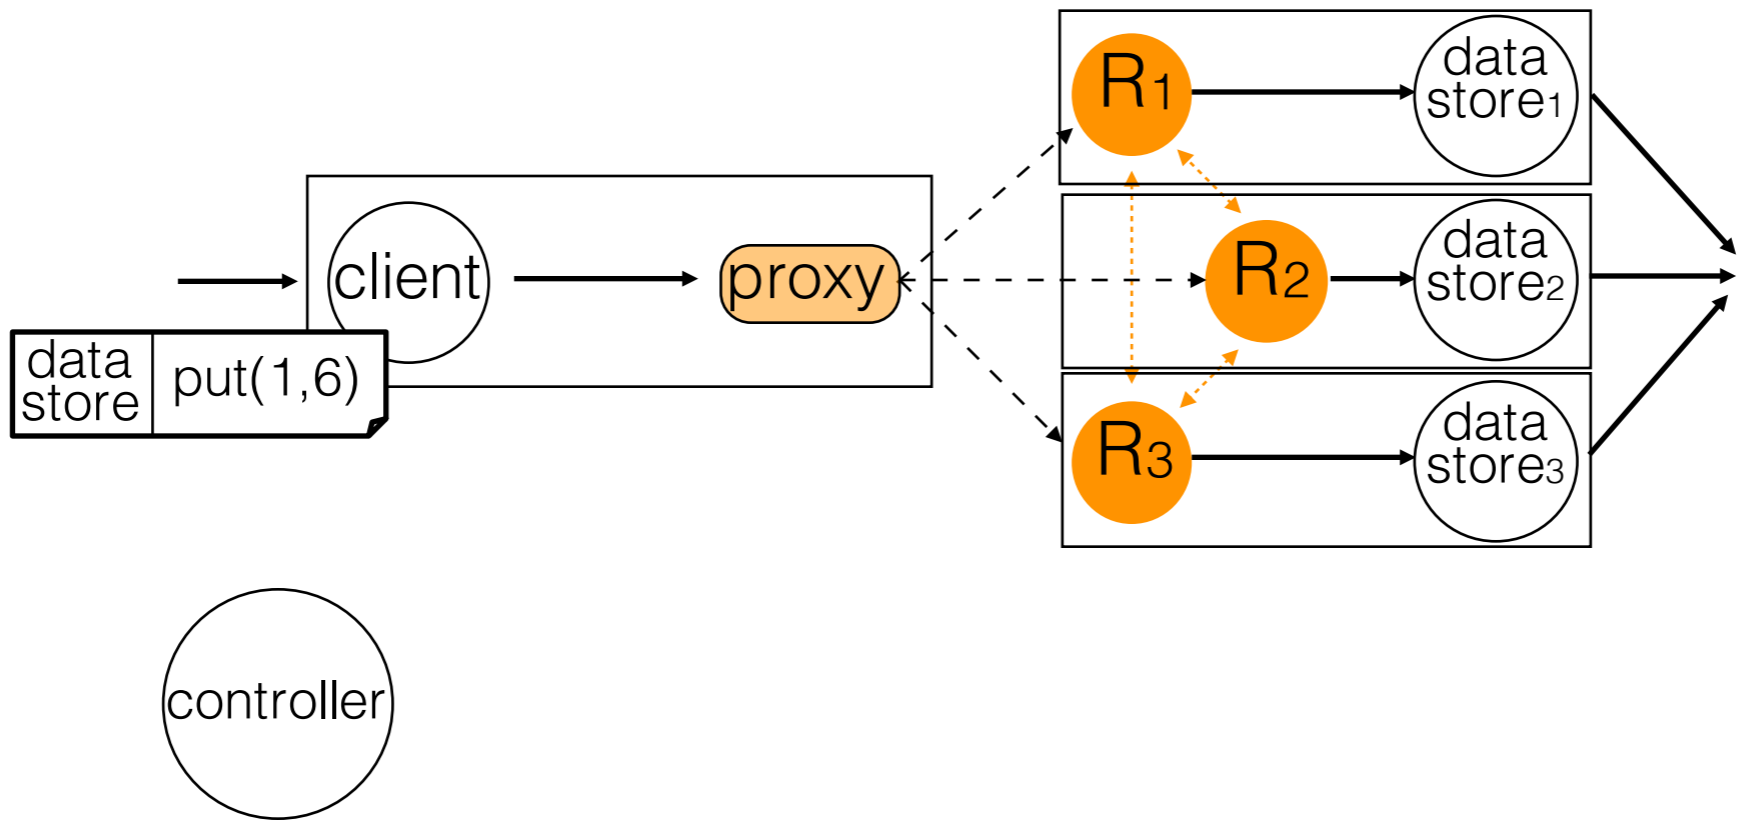 R1
data
store1
client
proxy
R2
data
store2
data
store
put(1,6)
R3
data
store3
controller